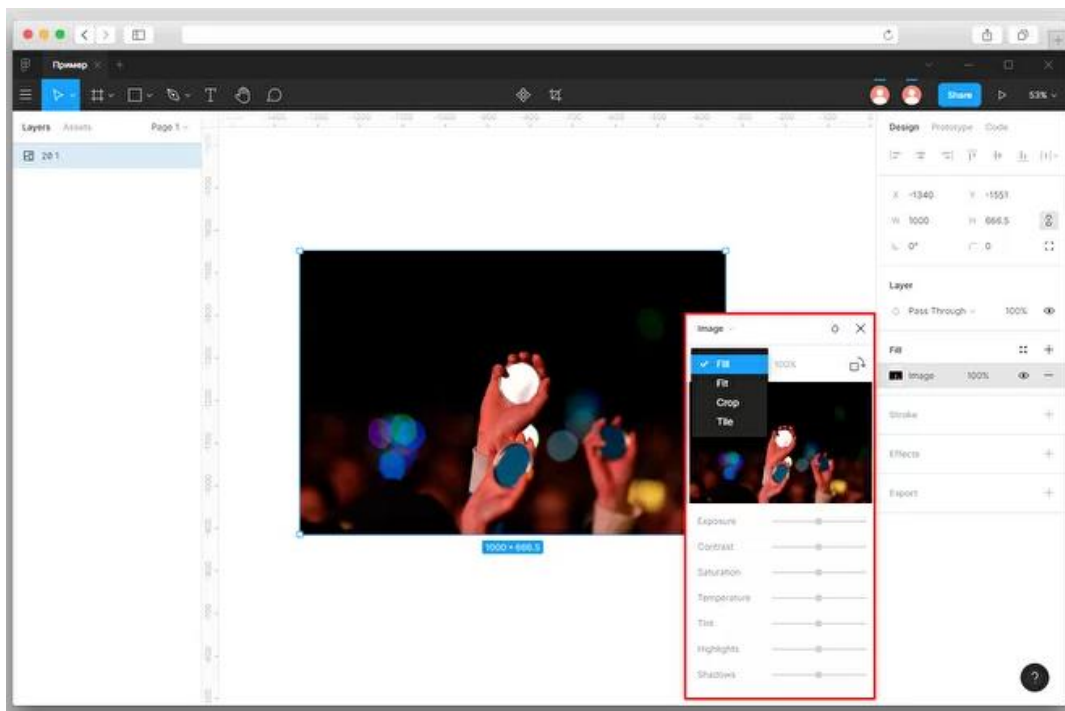 Пример
Share
53%
Layers Assets Page 1
20 1
Design Prototype Code
X -1340 Y -1551
W 1000 H 666.5
0° 0
Layer
Pass Through 100%
Fill
Image 100%
Stroke
Effects
Export
1000 × 666.5
Image
Fill 100%
Fit
Crop
Tile
Exposure
Contrast
Saturation
Temperature
Tint
Highlights
Shadows
?